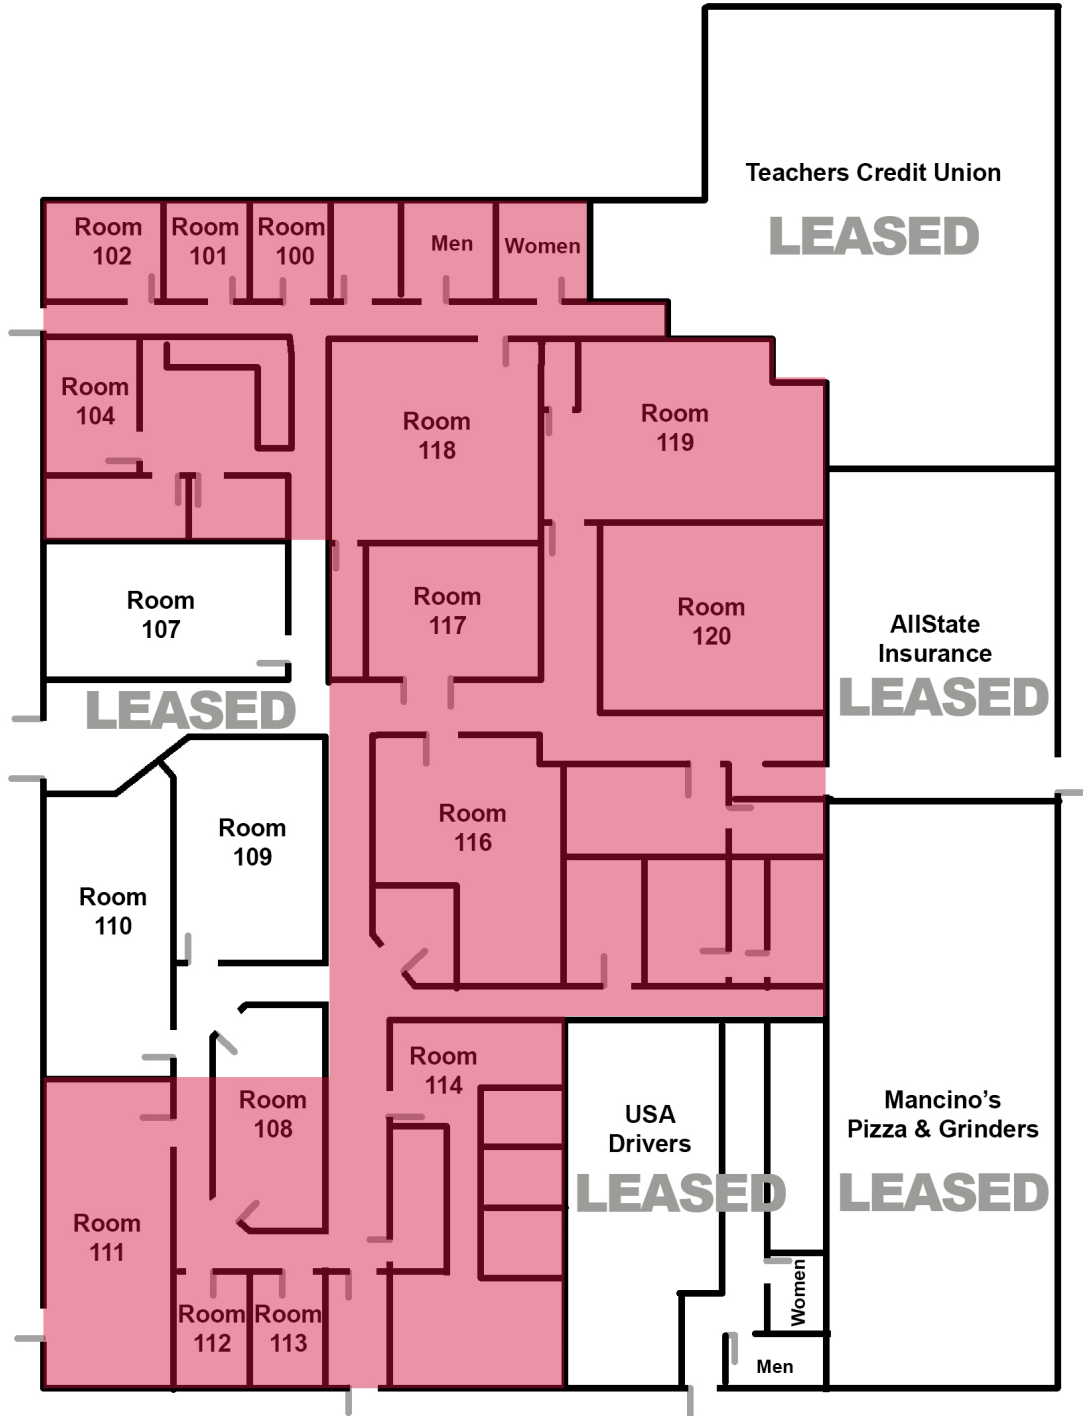 Teachers Credit Union
LEASED
Room
102
Room
101
Room
100
Men
Women
Room
104
Room
118
Room
119
Room
107
Room
117
Room
120
AllState
Insurance
LEASED
LEASED
Room
109
Room
110
Room
116
Room
108
Room
114
USA
Drivers
LEASED
Mancino's
Pizza & Grinders
LEASED
Room
111
Room
112
Room
113
Women
Men